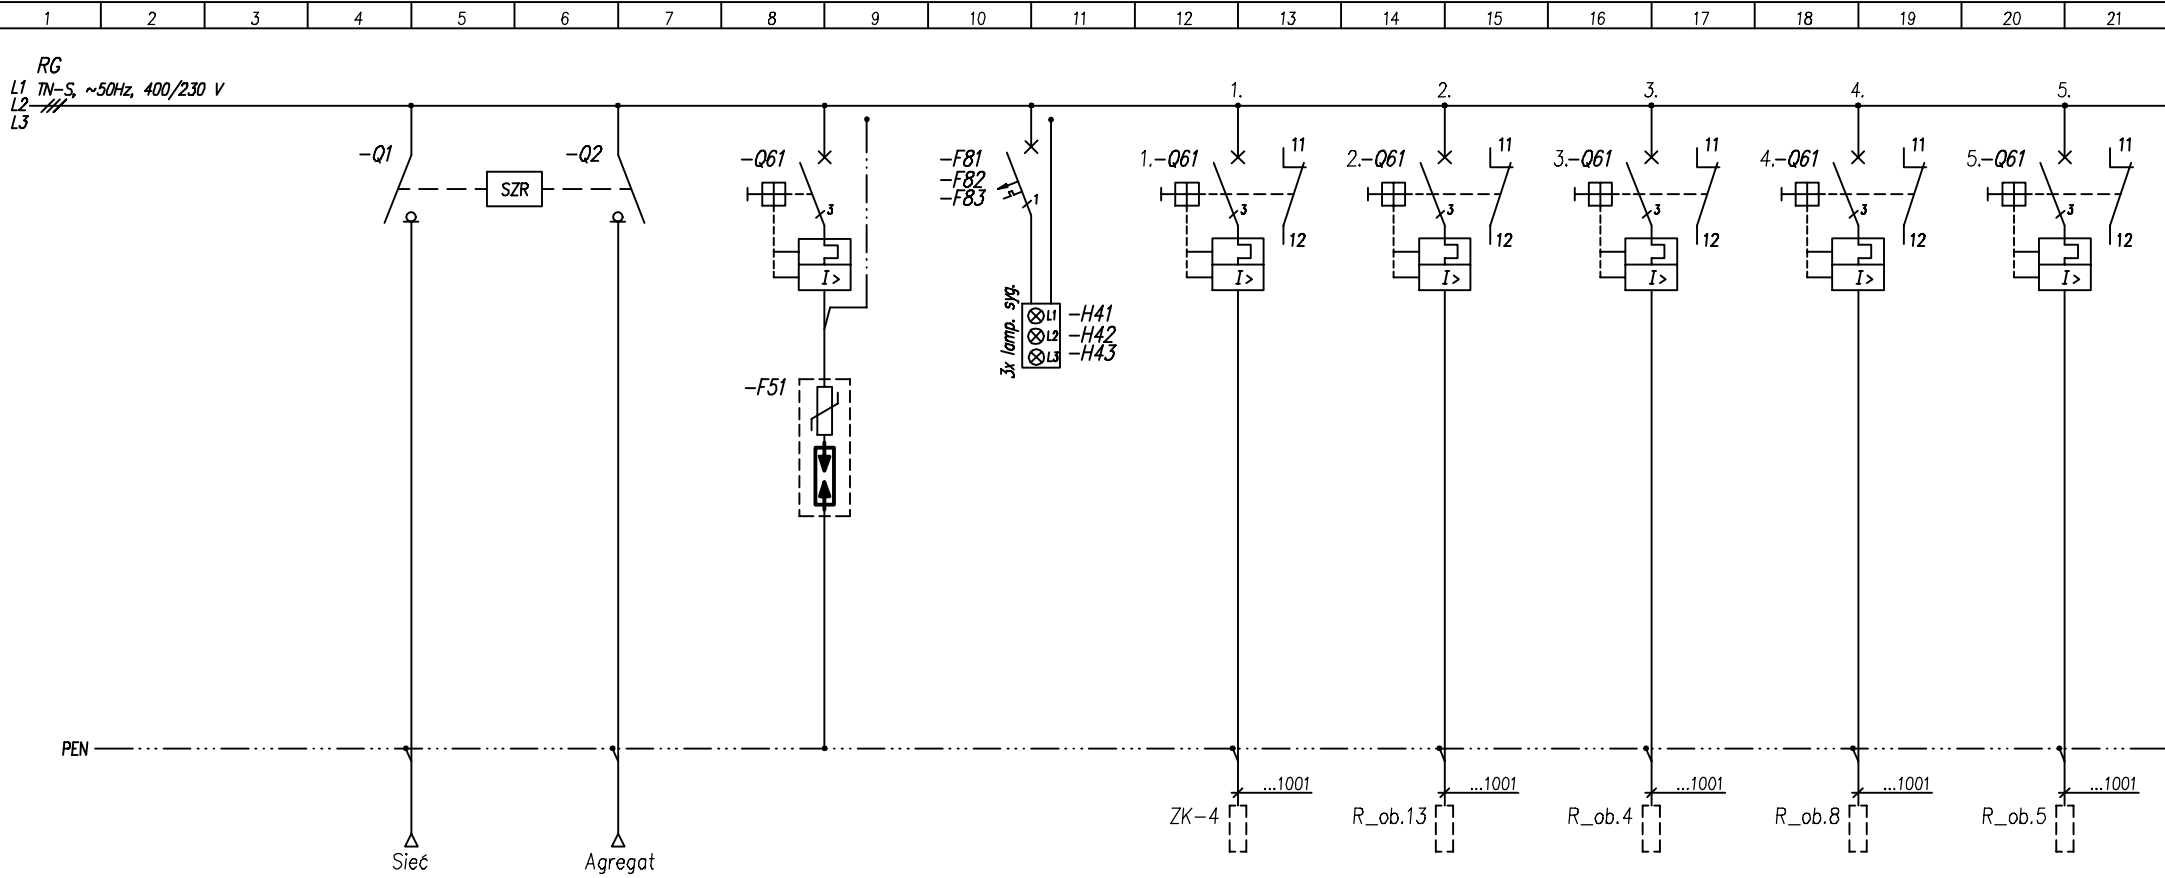 1 2 3 4 5 6 7 8 9 10 11 12 13 14 15 16 17 18 19 20 21
RG
L1 TN-S, ~50Hz, 400/230 V
L2
L3
1. 2. 3. 4. 5.
-Q1 SZR -Q2
-Q61 3 I>
-F81
-F82
-F83
1
3x lamp. syg.
L1 -H41
L2 -H42
L3 -H43
-F51
1.-Q61 3 I> 11 12
2.-Q61 3 I> 11 12
3.-Q61 3 I> 11 12
4.-Q61 3 I> 11 12
5.-Q61 3 I> 11 12
PEN
...1001 ...1001 ...1001 ...1001 ...1001
ZK-4 R_ob.13 R_ob.4 R_ob.8 R_ob.5
Sieć Agregat